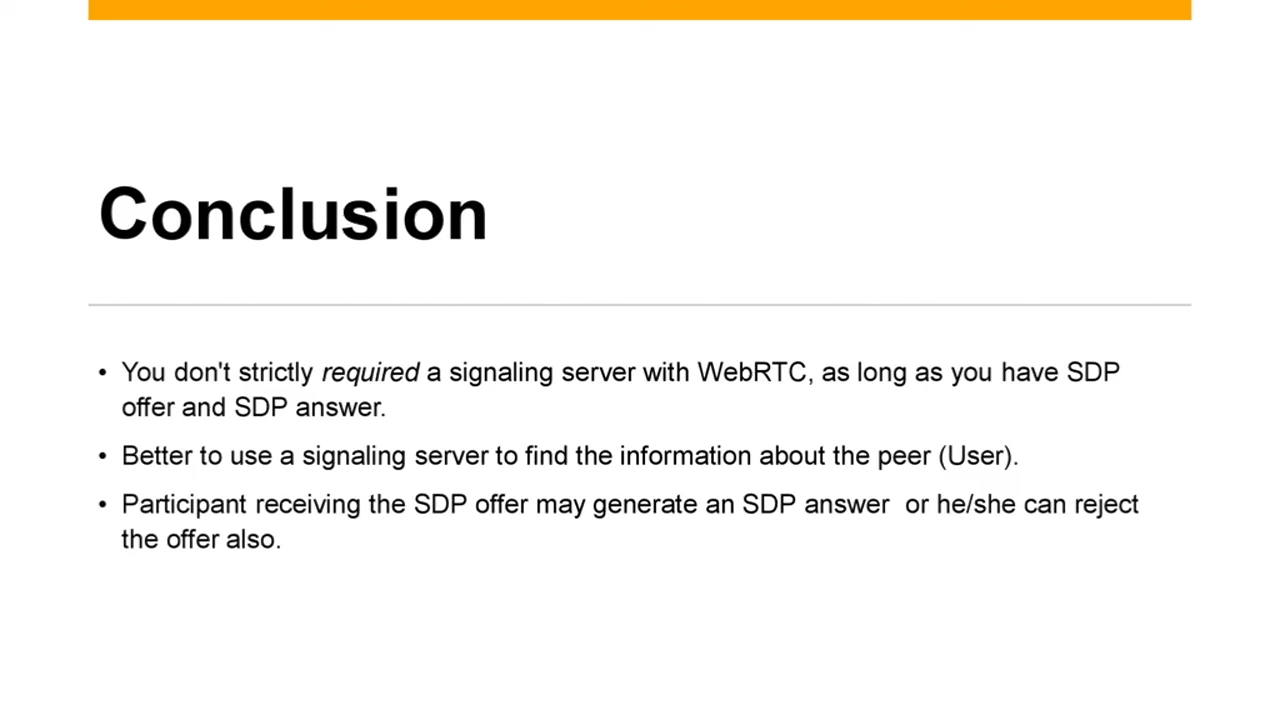 Conclusion
• You don't strictly required a signaling server with WebRTC, as long as you have SDP
offer and SDP answer.
• Better to use a signaling server to find the information about the peer (User).
• Participant receiving the SDP offer may generate an SDP answer  or he/she can reject
the offer also.